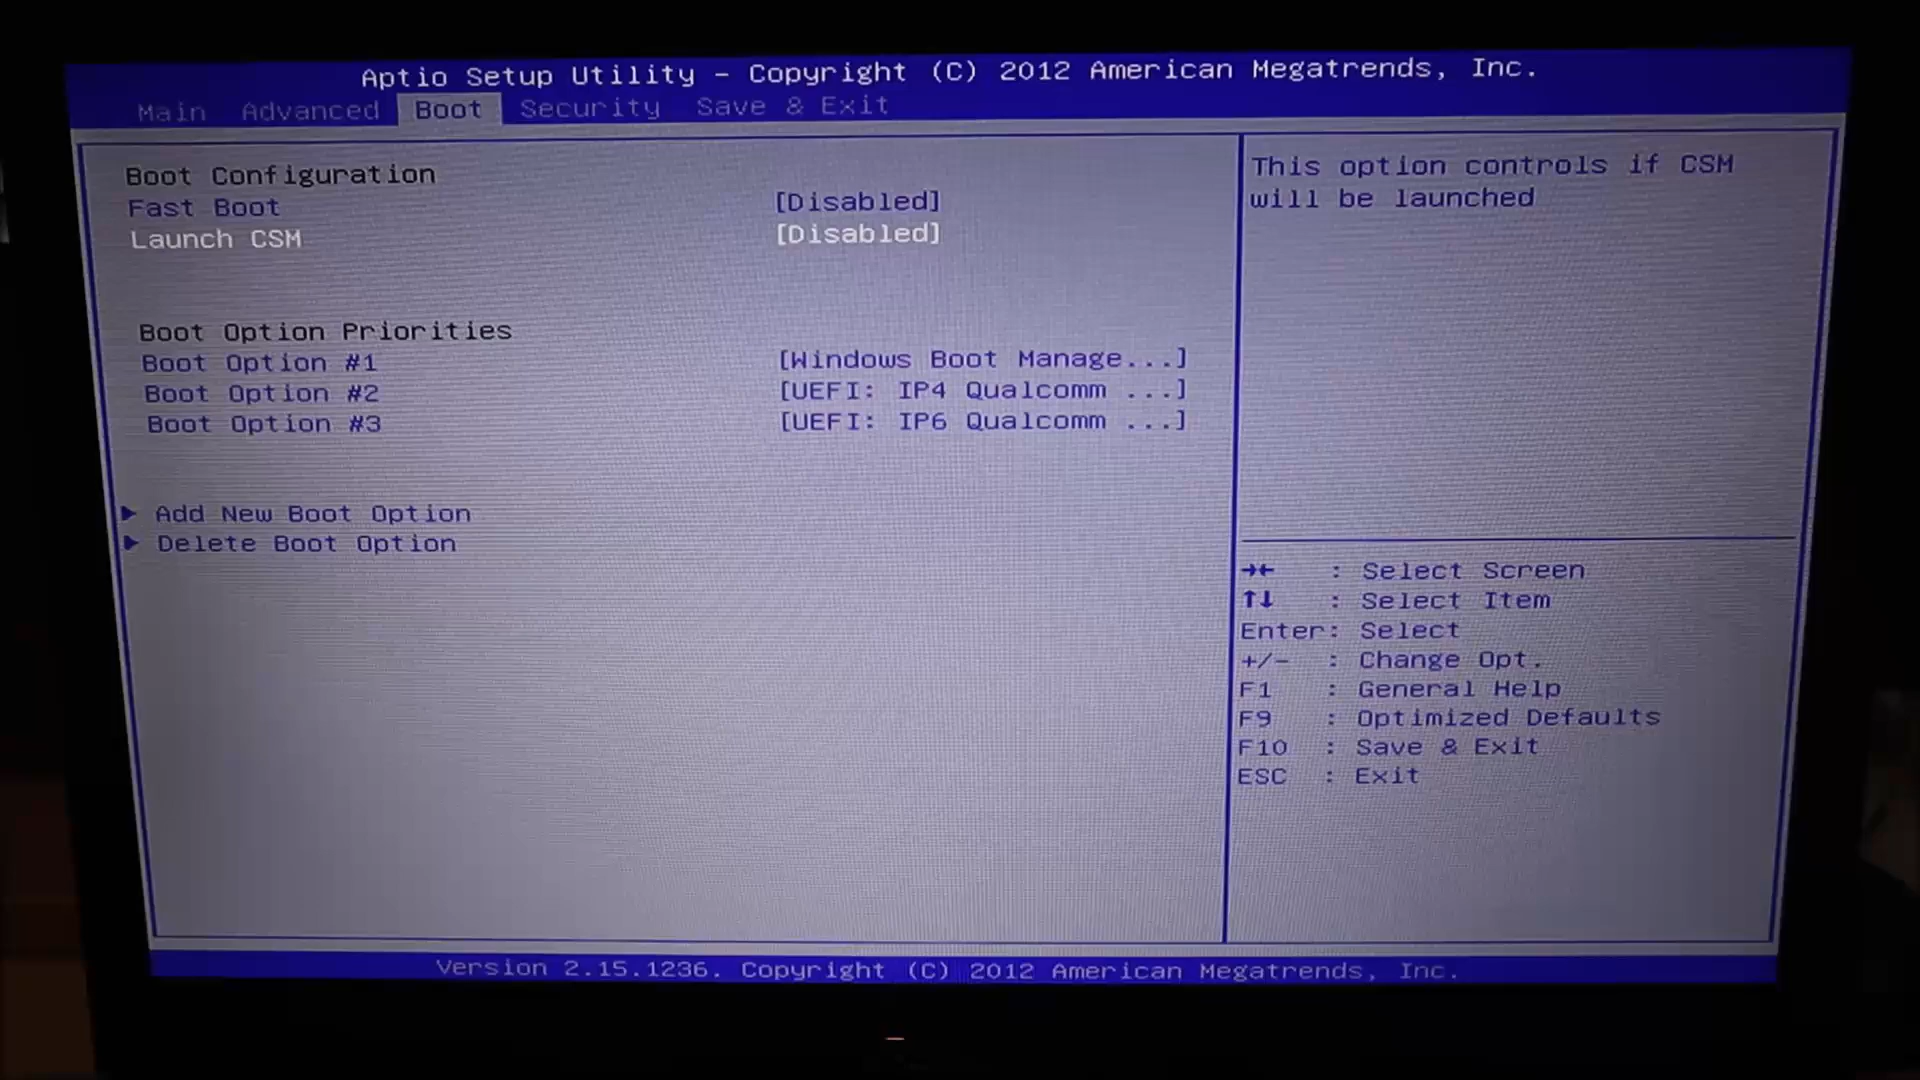 Aptio Setup Utility - Copyright (C) 2012 American Megatrends, Inc.
Main Advanced Boot Security Save & Exit
Boot Configuration
Fast Boot [Disabled]
Launch CSM [Disabled]
Boot Option Priorities
Boot Option #1 [Windows Boot Manage...]
Boot Option #2 [UEFI: IP4 Qualcomm ...]
Boot Option #3 [UEFI: IP6 Qualcomm ...]
Add New Boot Option
Delete Boot Option
This option controls if CSM
will be launched
→← : Select Screen
↑↓ : Select Item
Enter: Select
+/- : Change Opt.
F1 : General Help
F9 : Optimized Defaults
F10 : Save & Exit
ESC : Exit
Version 2.15.1236. Copyright (C) 2012 American Megatrends, Inc.